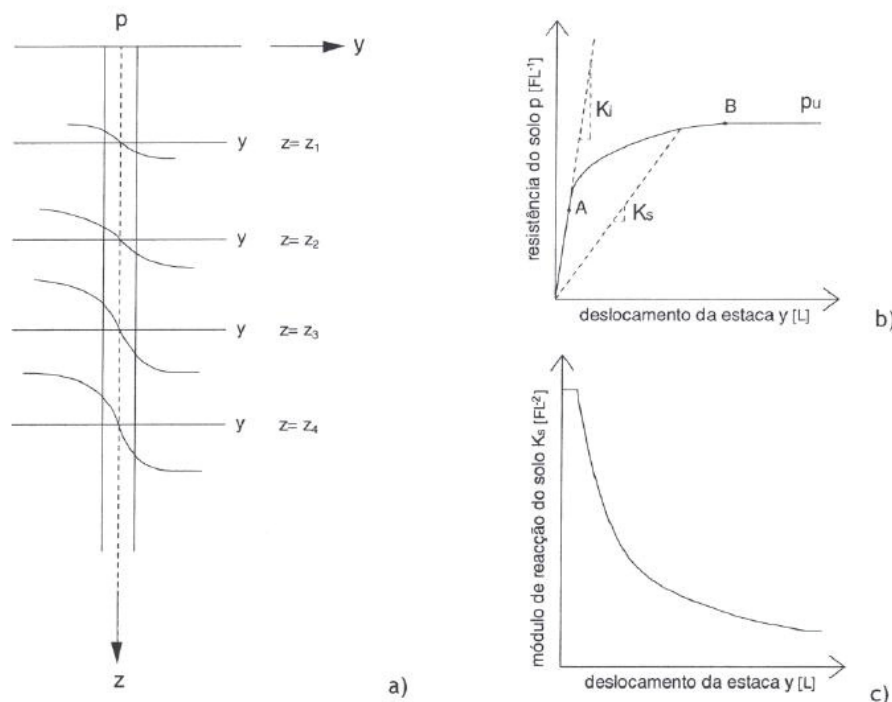 p
y
y z= z₁
y z= z₂
y z= z₃
y z= z₄
z
a)
resistência do solo p [FL⁻¹]
Ki
A
Ks
B
pu
deslocamento da estaca y [L]
b)
módulo de reacção do solo Ks [FL⁻²]
deslocamento da estaca y [L]
c)